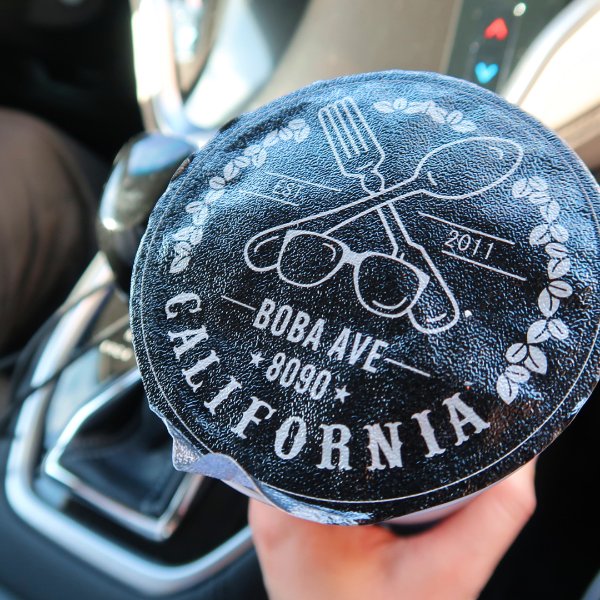 EST.
2011
BOBA AVE
★8090★
CALIFORNIA